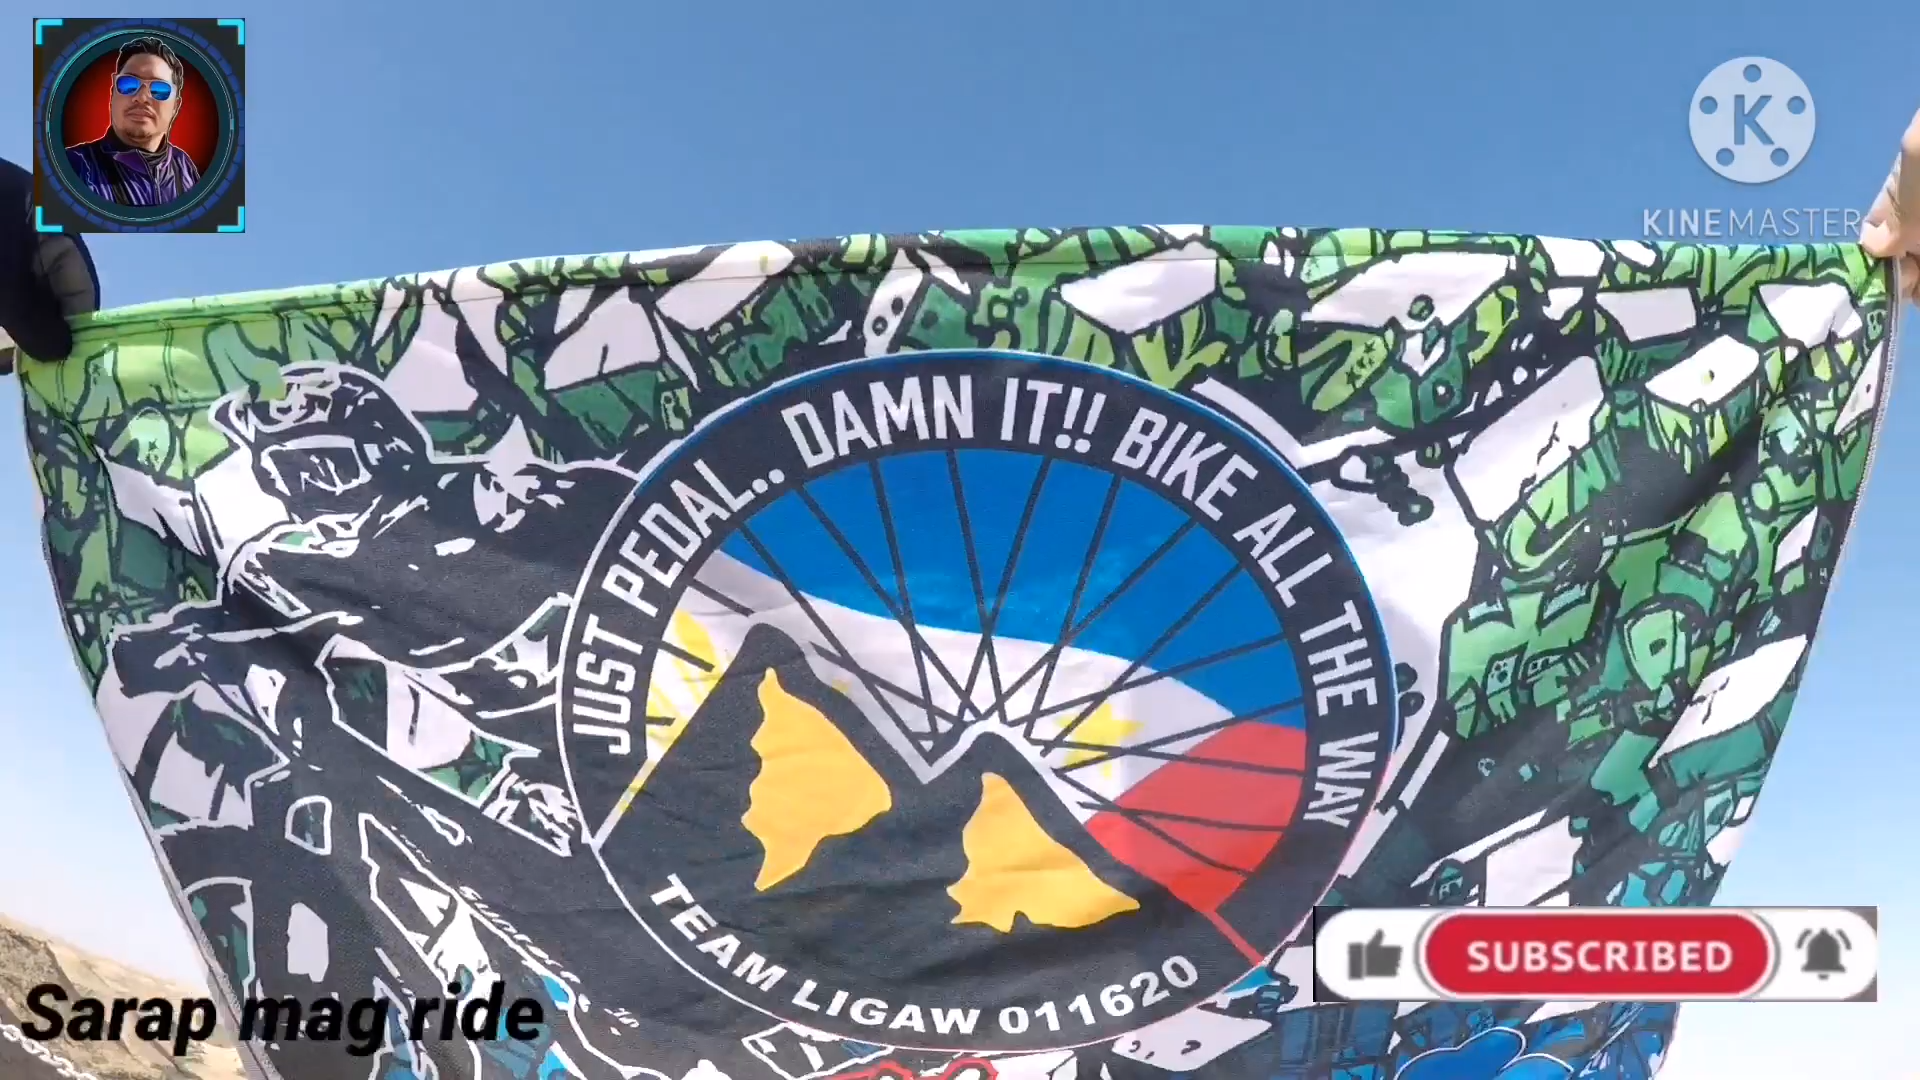 K
KINEMASTER
JUST PEDAL.. DAMN IT!! BIKE ALL THE WAY
TEAM LIGAW 011620
SUBSCRIBED
Sarap mag ride